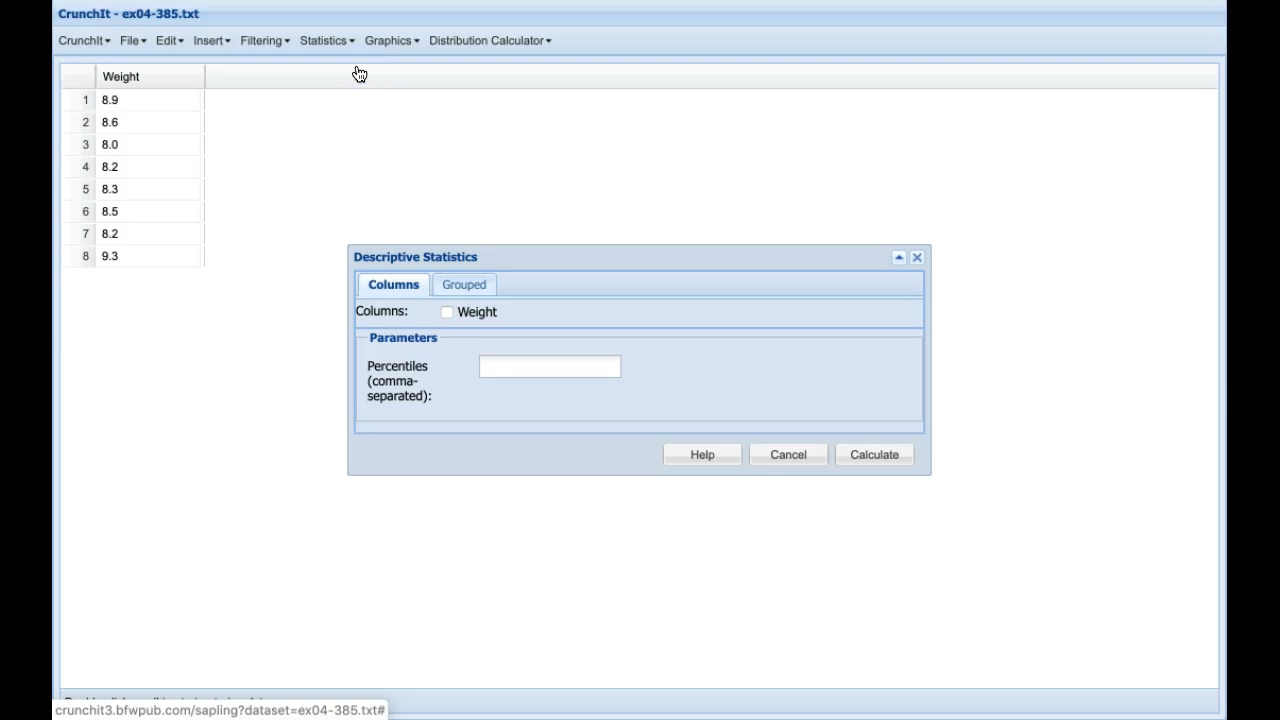 CrunchIt - ex04-385.txt
CrunchIt File Edit Insert Filtering Statistics Graphics Distribution Calculator
Weight
1 8.9
2 8.6
3 8.0
4 8.2
5 8.3
6 8.5
7 8.2
8 9.3
Descriptive Statistics
Columns Grouped
Columns: Weight
Parameters
Percentiles
(comma-
separated):
Help Cancel Calculate
crunchit3.bfwpub.com/sapling?dataset=ex04-385.txt#